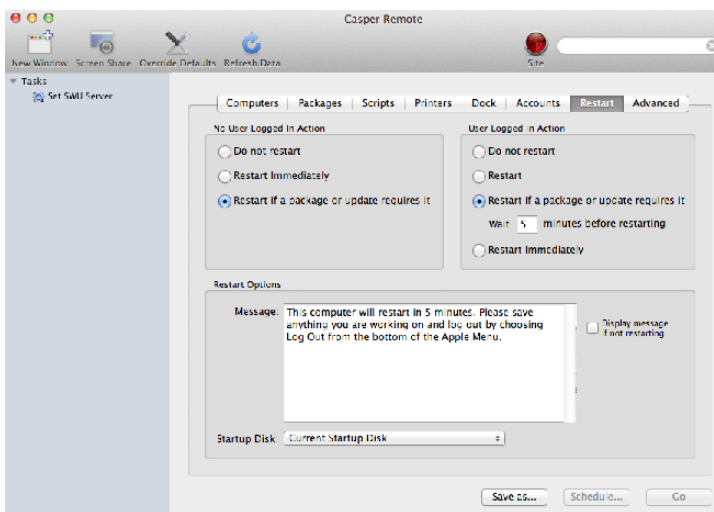 Casper Remote
New Window Screen Share Override Defaults Refresh Data Site
Tasks
Set SWU Server
Computers Packages Scripts Printers Dock Accounts Restart Advanced
No User Logged In Action
Do not restart
Restart Immediately
Restart if a package or update requires it
User Logged In Action
Do not restart
Restart
Restart if a package or update requires it
Wait 5 minutes before restarting
Restart Immediately
Restart Options
Message: This computer will restart in 5 minutes. Please save
anything you are working on and log out by choosing
Log Out from the bottom of the Apple Menu.
Display message
if not restarting
Startup Disk: Current Startup Disk
Save as... Schedule... Go